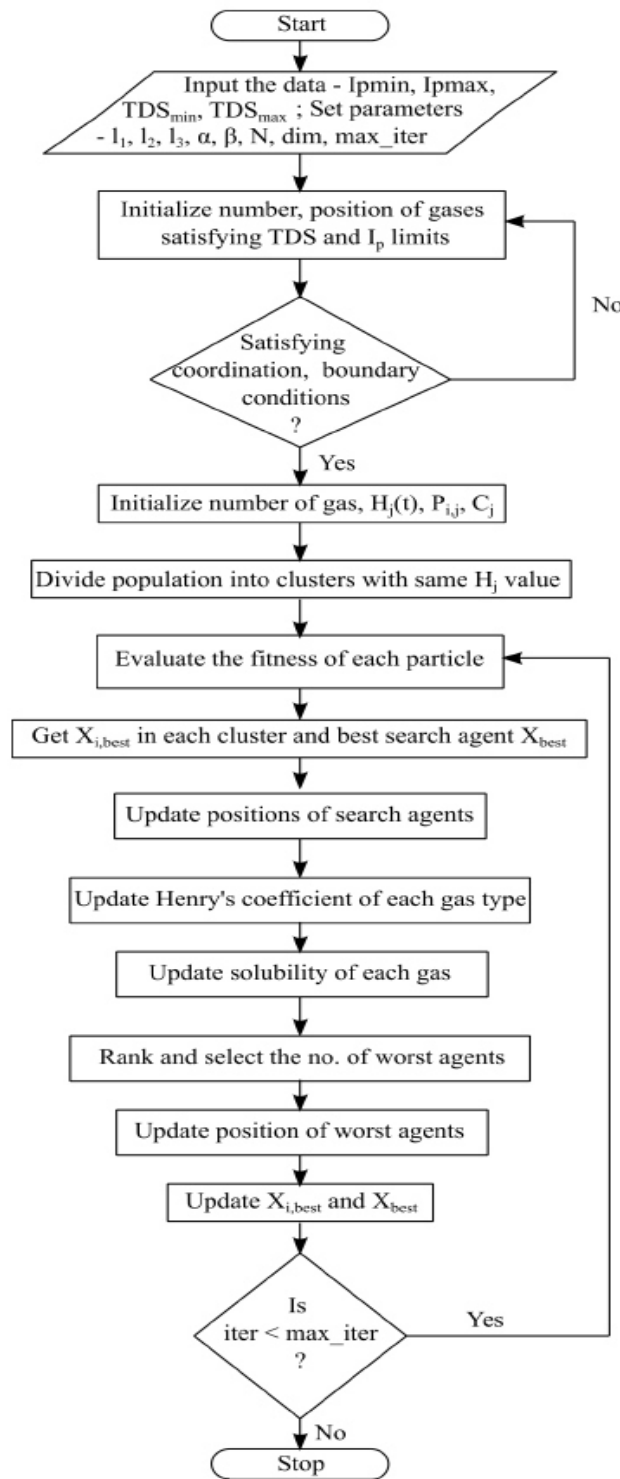 Start
Input the data - Ipmin, Ipmax,
TDSmin, TDSmax ; Set parameters
- l₁, l₂, l₃, α, β, N, dim, max_iter
Initialize number, position of gases
satisfying TDS and Iₚ limits
No
Satisfying
coordination, boundary
conditions
?
Yes
Initialize number of gas, Hj(t), Pi,j, Cj
Divide population into clusters with same Hj value
Evaluate the fitness of each particle
Get Xi,best in each cluster and best search agent Xbest
Update positions of search agents
Update Henry's coefficient of each gas type
Update solubility of each gas
Rank and select the no. of worst agents
Update position of worst agents
Update Xi,best and Xbest
Is
iter < max_iter
?
Yes
No
Stop